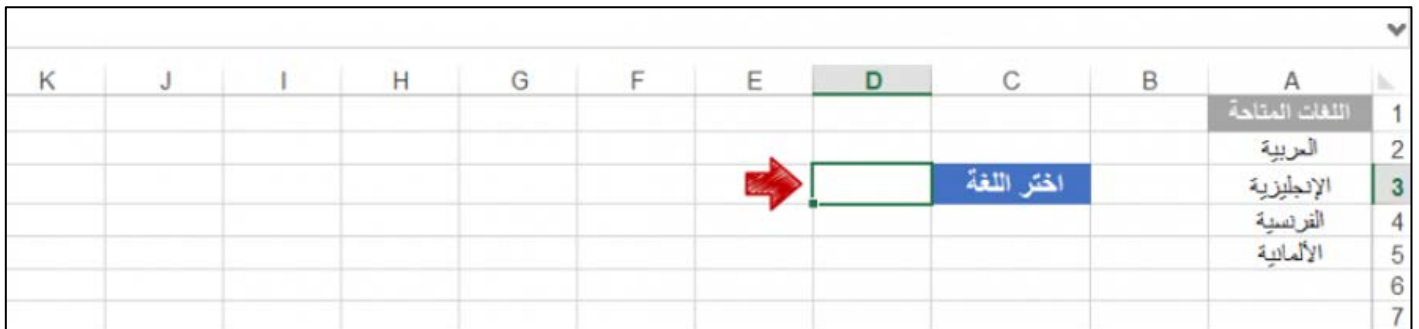 A B C D E F G H I J K
1 اللغات المتاحة
2 العربية
3 الإنجليزية اختر اللغة
4 الفرنسية
5 الألمانية
6
7